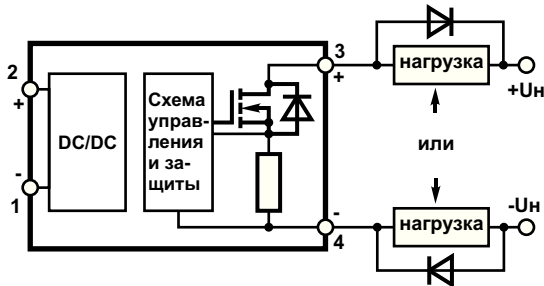 3
+
нагрузка
+Uн
2
+
DC/DC
-
1
Схема
управ-
ления
и за-
щиты
или
-
4
нагрузка
-Uн